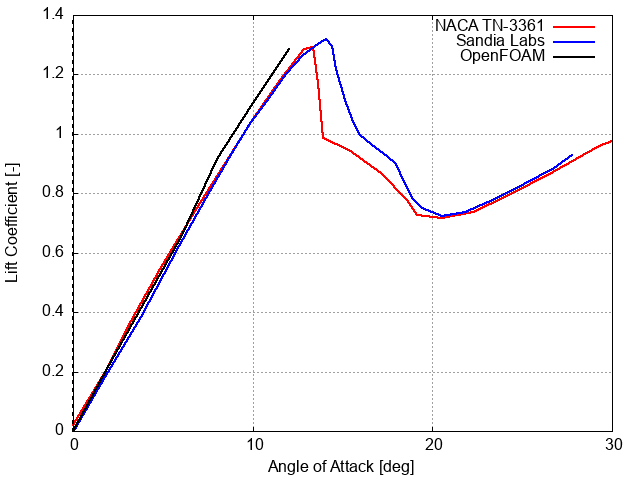 1.4
1.2
1
0.8
0.6
0.4
0.2
0
0
10
20
30
Lift Coefficient [-]
Angle of Attack [deg]
NACA TN-3361
Sandia Labs
OpenFOAM